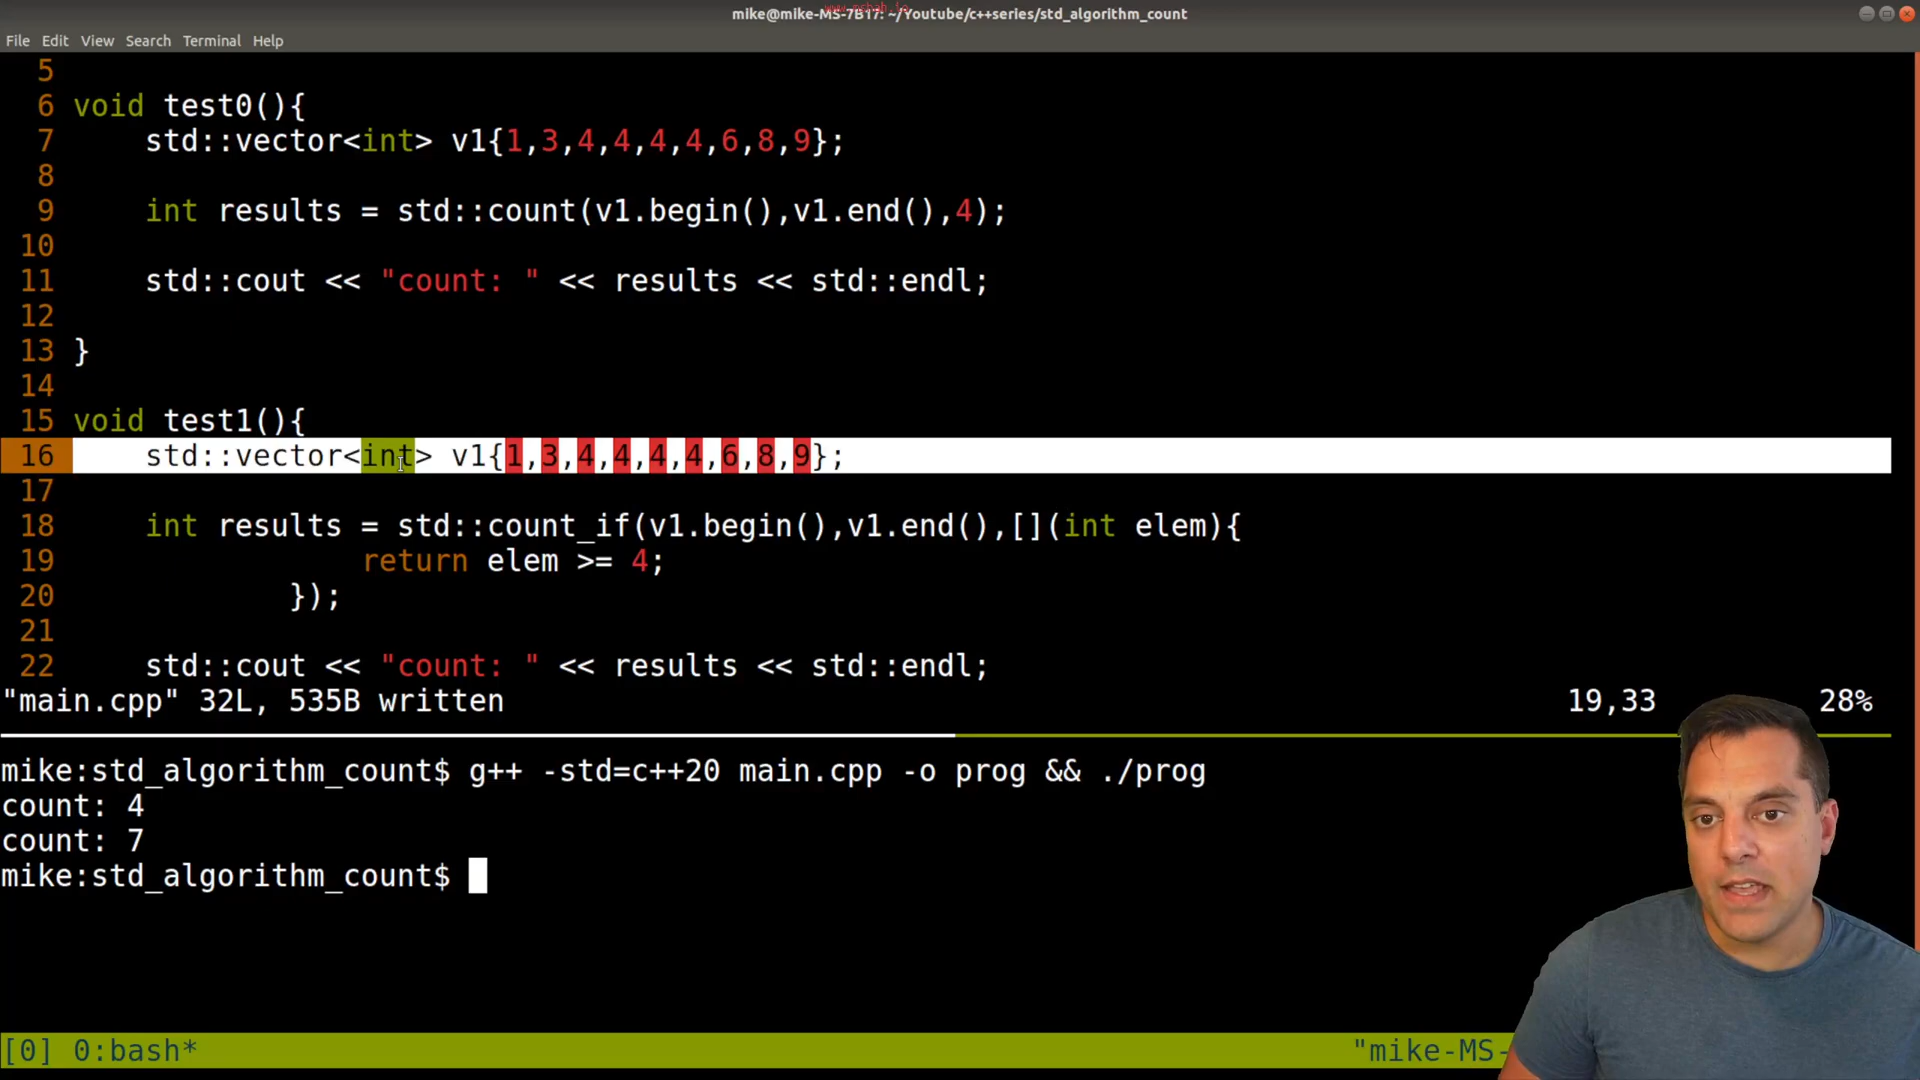 www.mshah.io
mike@mike-MS-7B17: ~/Youtube/c++series/std_algorithm_count
File Edit View Search Terminal Help
5
6 void test0(){
7     std::vector<int> v1{1,3,4,4,4,4,6,8,9};
8
9     int results = std::count(v1.begin(),v1.end(),4);
10
11     std::cout << "count: " << results << std::endl;
12
13 }
14
15 void test1(){
16     std::vector<int> v1{1,3,4,4,4,4,6,8,9};
17
18     int results = std::count_if(v1.begin(),v1.end(),[](int elem){
19                 return elem >= 4;
20             });
21
22     std::cout << "count: " << results << std::endl;
"main.cpp" 32L, 535B written 19,33 28%
mike:std_algorithm_count$ g++ -std=c++20 main.cpp -o prog && ./prog
count: 4
count: 7
mike:std_algorithm_count$
[0] 0:bash* "mike-MS-